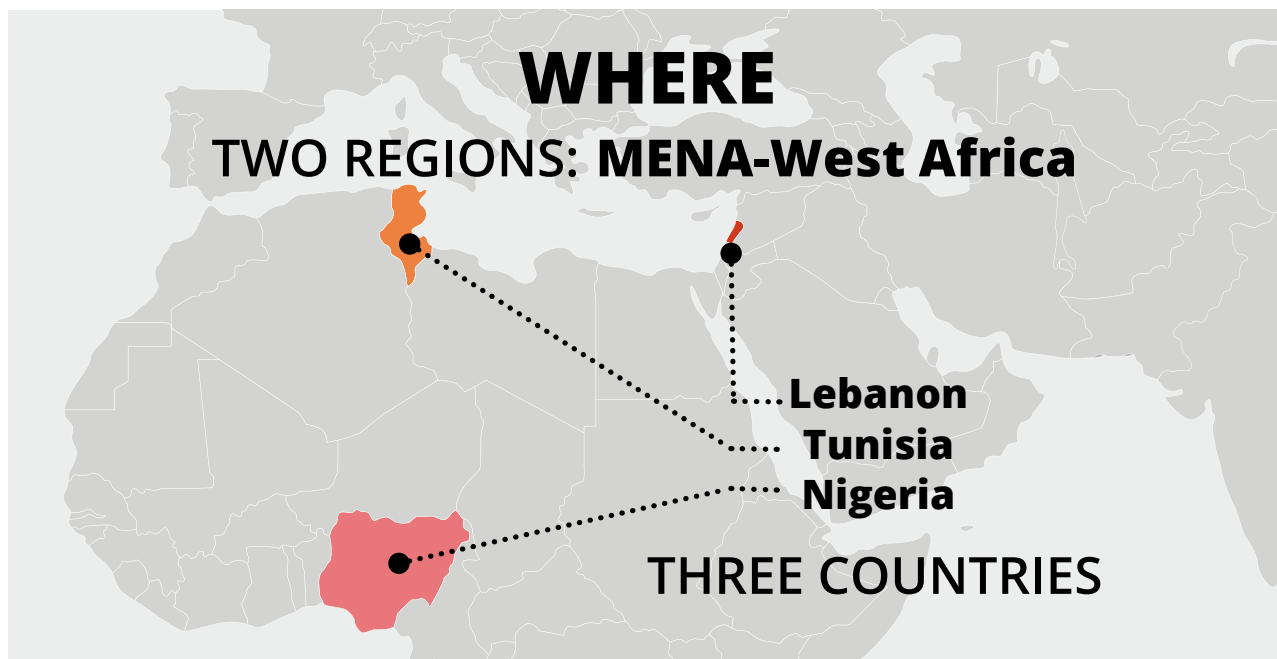 WHERE
TWO REGIONS: MENA-West Africa
Lebanon
Tunisia
Nigeria
THREE COUNTRIES